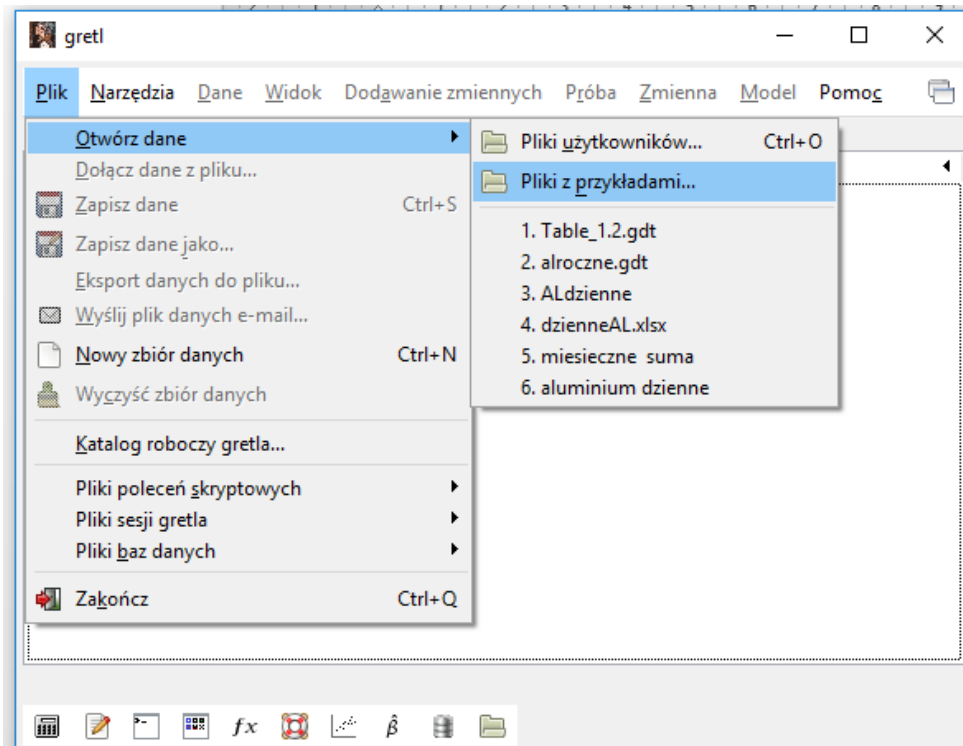 gretl
Plik Narzędzia Dane Widok Dodawanie zmiennych Próba Zmienna Model Pomoc
Otwórz dane
Dołącz dane z pliku...
Zapisz dane Ctrl+S
Zapisz dane jako...
Eksport danych do pliku...
Wyślij plik danych e-mail...
Nowy zbiór danych Ctrl+N
Wyczyść zbiór danych
Katalog roboczy gretla...
Pliki poleceń skryptowych
Pliki sesji gretla
Pliki baz danych
Zakończ Ctrl+Q
Pliki użytkowników... Ctrl+O
Pliki z przykładami...
1. Table_1.2.gdt
2. alroczne.gdt
3. ALdzienne
4. dzienneAL.xlsx
5. miesieczne suma
6. aluminium dzienne
fx
β̂